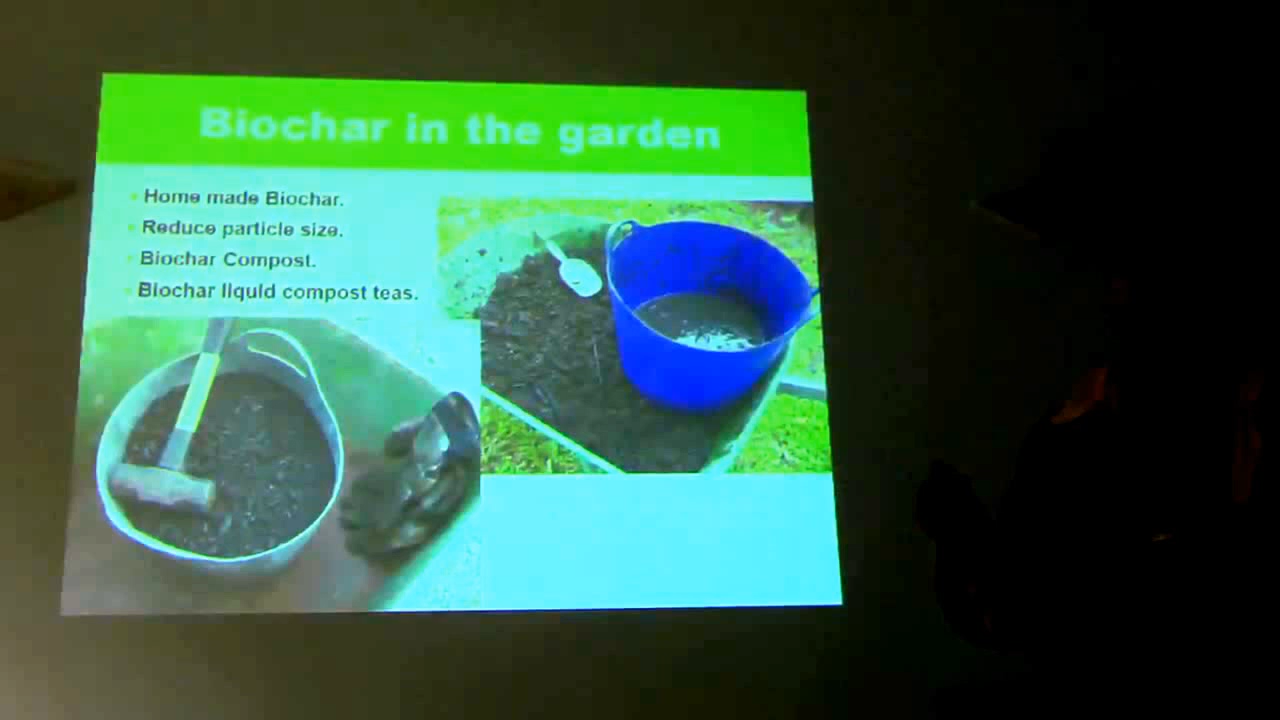 Biochar in the garden
Home made Biochar.
Reduce particle size.
Biochar Compost.
Biochar liquid compost teas.